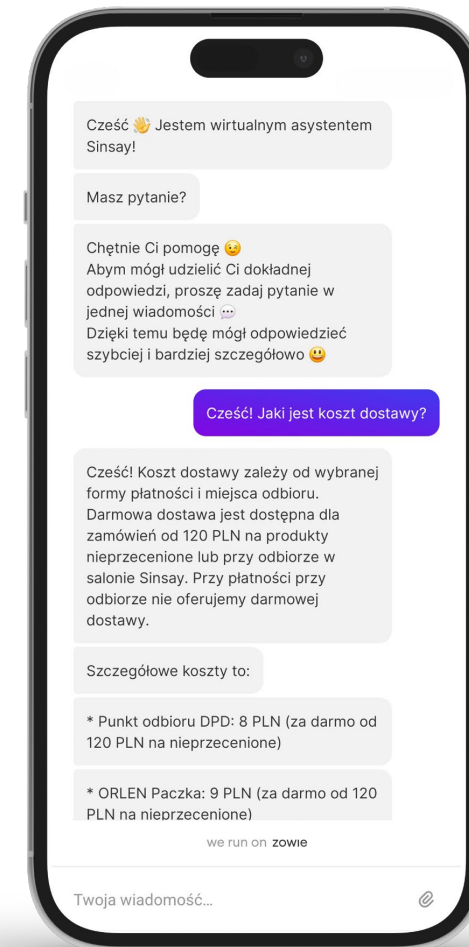 Cześć 👋 Jestem wirtualnym asystentem
Sinsay!
Masz pytanie?
Chętnie Ci pomogę 😉
Abym mógł udzielić Ci dokładnej
odpowiedzi, proszę zadaj pytanie w
jednej wiadomości 💬
Dzięki temu będę mógł odpowiedzieć
szybciej i bardziej szczegółowo 😃
Cześć! Jaki jest koszt dostawy?
Cześć! Koszt dostawy zależy od wybranej
formy płatności i miejsca odbioru.
Darmowa dostawa jest dostępna dla
zamówień od 120 PLN na produkty
nieprzecenione lub przy odbiorze w
salonie Sinsay. Przy płatności przy
odbiorze nie oferujemy darmowej
dostawy.
Szczegółowe koszty to:
* Punkt odbioru DPD: 8 PLN (za darmo od
120 PLN na nieprzecenione)
* ORLEN Paczka: 9 PLN (za darmo od 120
PLN na nieprzecenione)
we run on zowie
Twoja wiadomość...